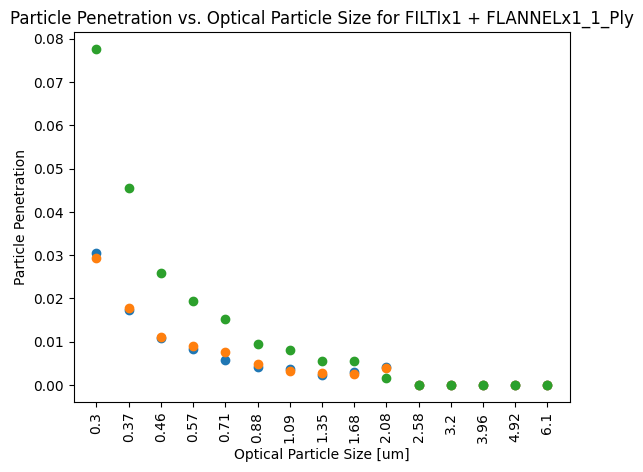 Particle Penetration vs. Optical Particle Size for FILTIx1 + FLANNELx1_1_Ply
0.08
0.07
0.06
0.05
0.04
0.03
0.02
0.01
0.00
Particle Penetration
0.3 0.37 0.46 0.57 0.71 0.88 1.09 1.35 1.68 2.08 2.58 3.2 3.96 4.92 6.1
Optical Particle Size [um]